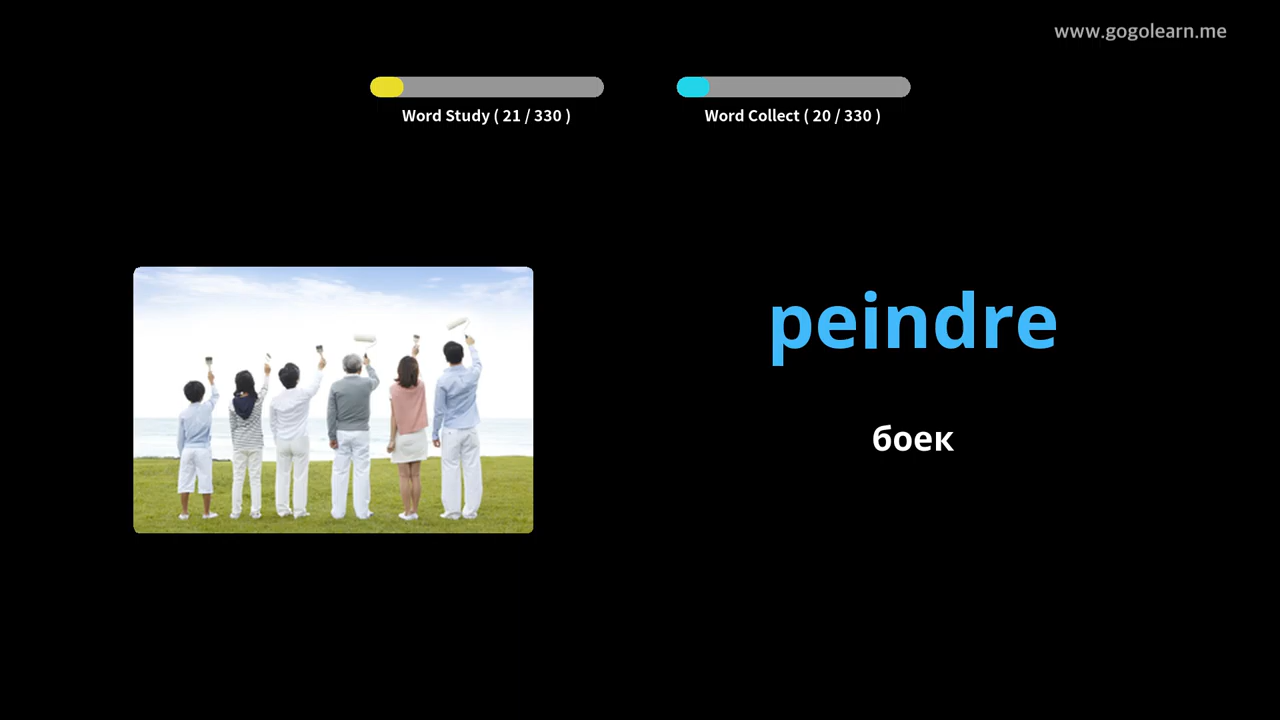 www.gogolearn.me
Word Study ( 21 / 330 )
Word Collect ( 20 / 330 )
peindre
боек